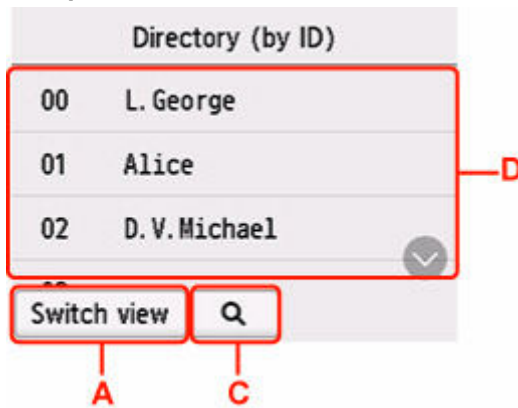 Directory (by ID)
00 L. George
01 Alice
02 D. V. Michael
D
Switch view
A
C